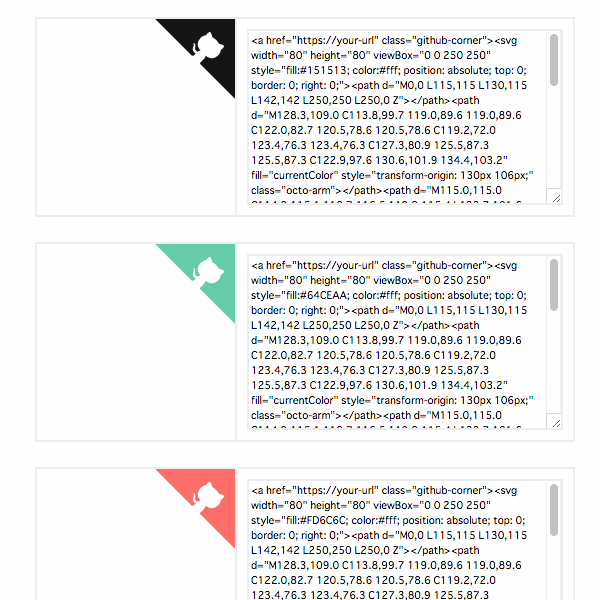 <a href="https://your-url" class="github-corner"><svg
width="80" height="80" viewBox="0 0 250 250"
style="fill:#151513; color:#fff; position: absolute; top: 0;
border: 0; right: 0;"><path d="M0,0 L115,115 L130,115
L142,142 L250,250 L250,0 Z"></path><path
d="M128.3,109.0 C113.8,99.7 119.0,89.6 119.0,89.6
C122.0,82.7 120.5,78.6 120.5,78.6 C119.2,72.0
123.4,76.3 123.4,76.3 C127.3,80.9 125.5,87.3
125.5,87.3 C122.9,97.6 130.6,101.9 134.4,103.2"
fill="currentColor" style="transform-origin: 130px 106px;"
class="octo-arm"></path><path d="M115.0,115.0
<a href="https://your-url" class="github-corner"><svg
width="80" height="80" viewBox="0 0 250 250"
style="fill:#64CEAA; color:#fff; position: absolute; top: 0;
border: 0; right: 0;"><path d="M0,0 L115,115 L130,115
L142,142 L250,250 L250,0 Z"></path><path
d="M128.3,109.0 C113.8,99.7 119.0,89.6 119.0,89.6
C122.0,82.7 120.5,78.6 120.5,78.6 C119.2,72.0
123.4,76.3 123.4,76.3 C127.3,80.9 125.5,87.3
125.5,87.3 C122.9,97.6 130.6,101.9 134.4,103.2"
fill="currentColor" style="transform-origin: 130px 106px;"
class="octo-arm"></path><path d="M115.0,115.0
<a href="https://your-url" class="github-corner"><svg
width="80" height="80" viewBox="0 0 250 250"
style="fill:#FD6C6C; color:#fff; position: absolute; top: 0;
border: 0; right: 0;"><path d="M0,0 L115,115 L130,115
L142,142 L250,250 L250,0 Z"></path><path
d="M128.3,109.0 C113.8,99.7 119.0,89.6 119.0,89.6
C122.0,82.7 120.5,78.6 120.5,78.6 C119.2,72.0
123.4,76.3 123.4,76.3 C127.3,80.9 125.5,87.3